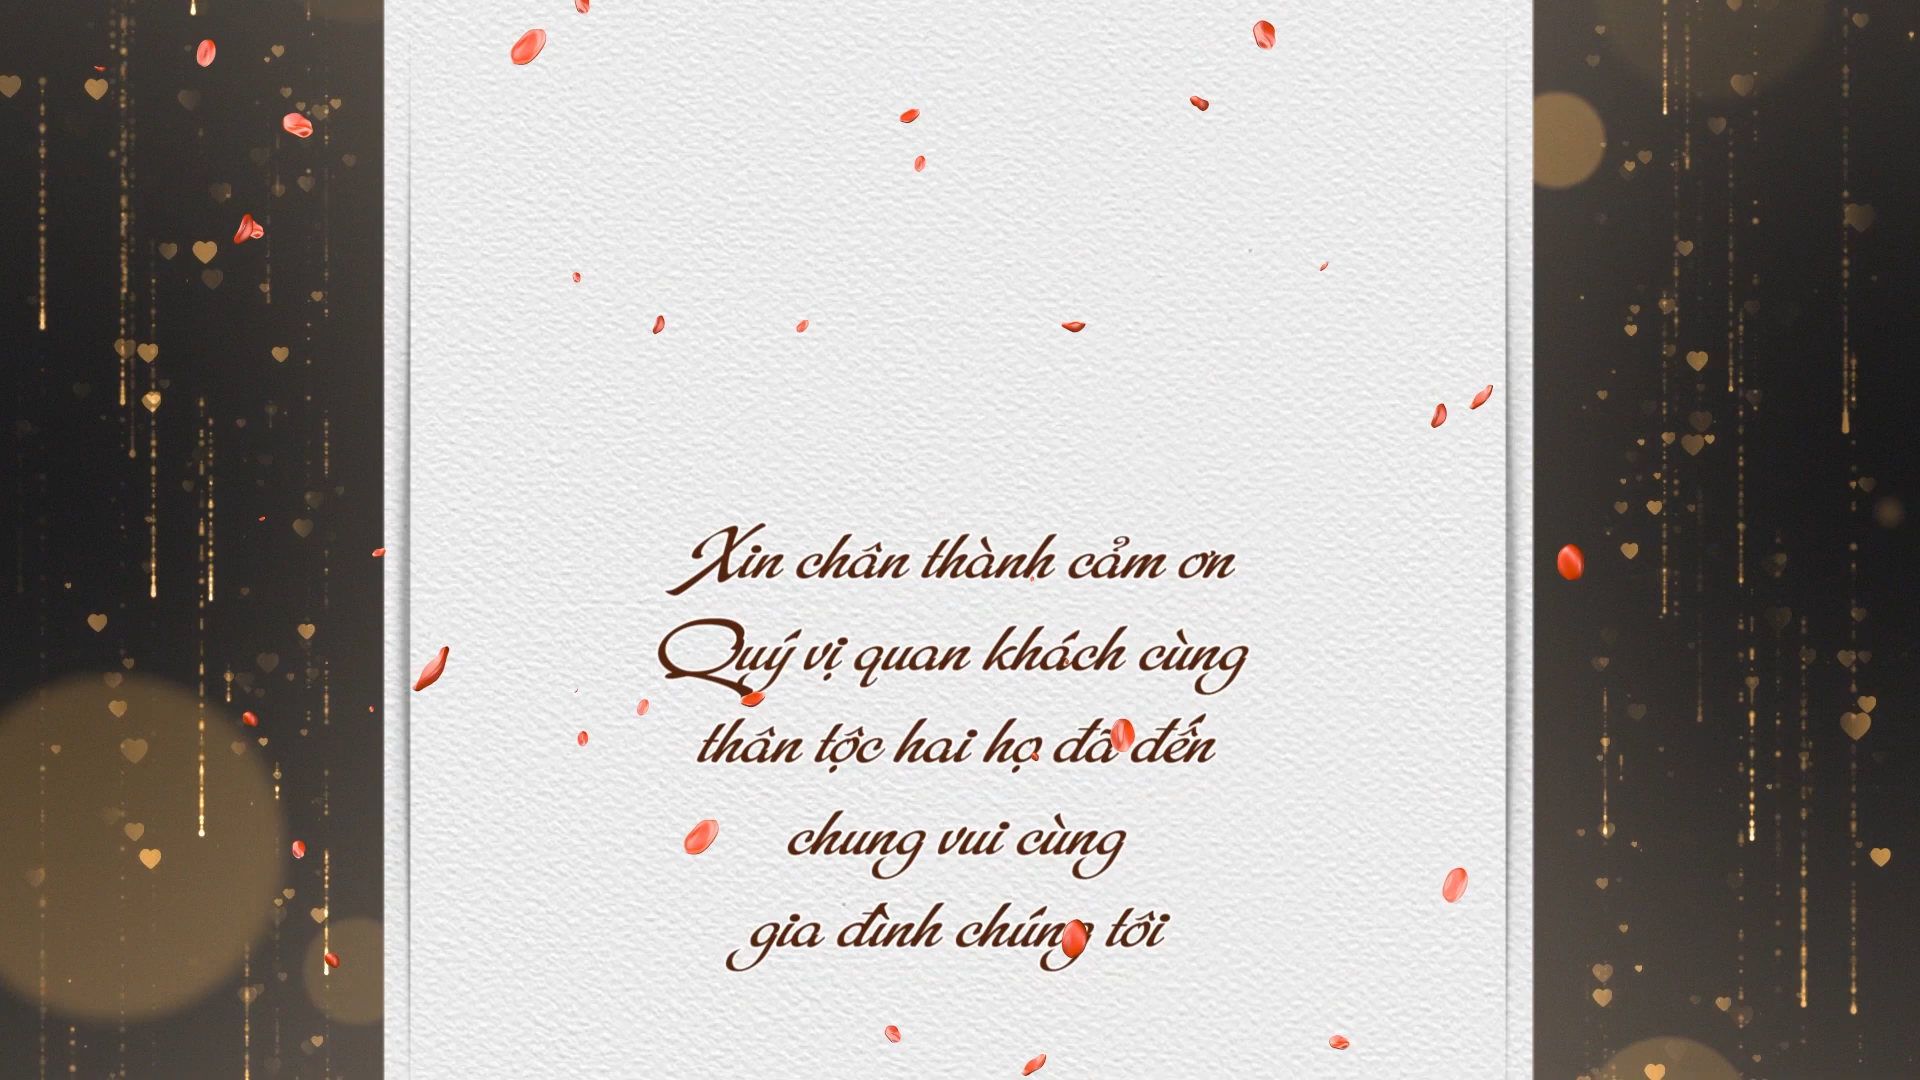 Xin chân thành cảm ơn
Quý vị quan khách cùng
thân tộc hai họ đã đến
chung vui cùng
gia đình chúng tôi